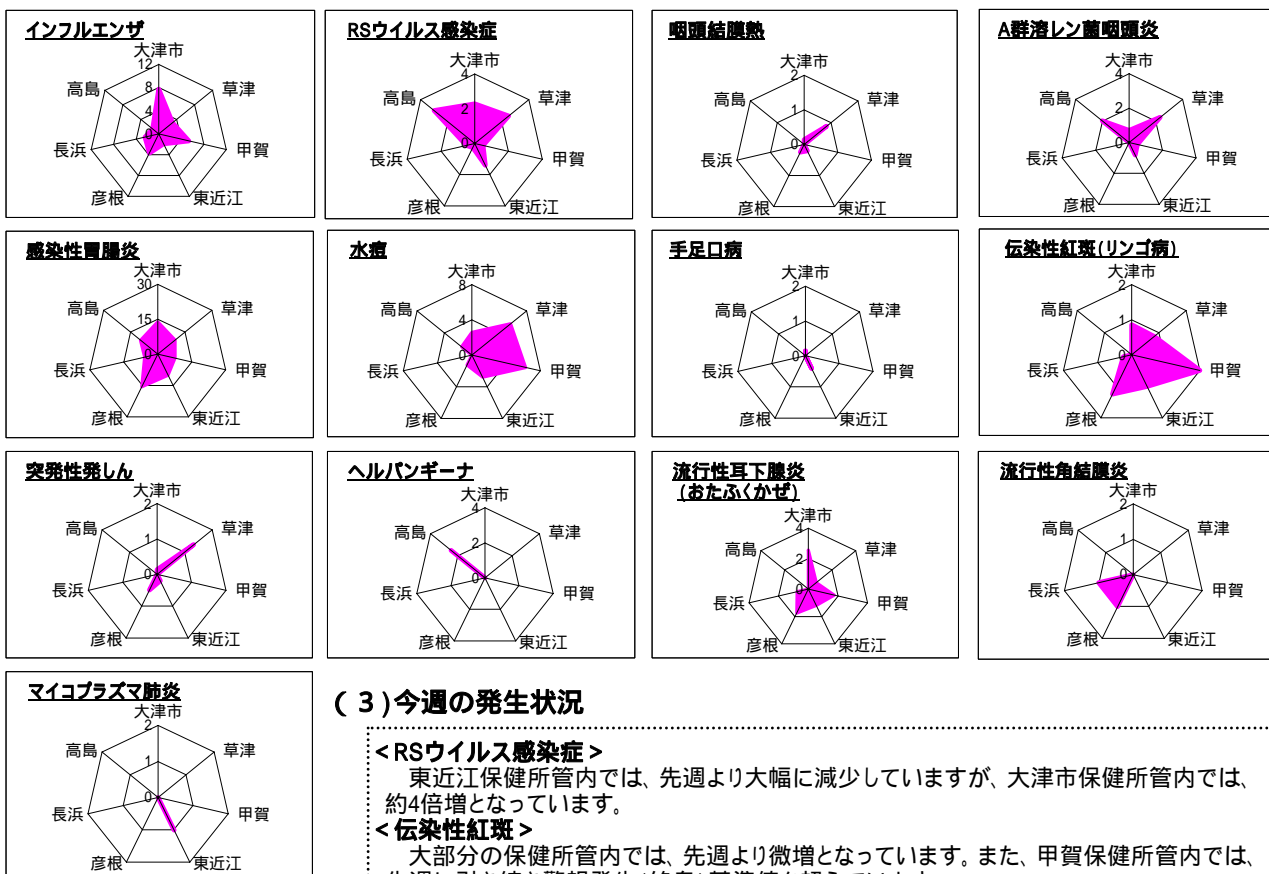 インフルエンザ
大津市
12
8
4
0
草津
甲賀
東近江
彦根
長浜
高島
RSウイルス感染症
大津市
4
2
0
草津
甲賀
東近江
彦根
長浜
高島
咽頭結膜熱
大津市
2
1
0
草津
甲賀
東近江
彦根
長浜
高島
A群溶レン菌咽頭炎
大津市
4
2
0
草津
甲賀
東近江
彦根
長浜
高島
感染性胃腸炎
大津市
30
15
0
草津
甲賀
東近江
彦根
長浜
高島
水痘
大津市
8
4
0
草津
甲賀
東近江
彦根
長浜
高島
手足口病
大津市
2
1
0
草津
甲賀
東近江
彦根
長浜
高島
伝染性紅斑(リンゴ病)
大津市
2
1
0
草津
甲賀
東近江
彦根
長浜
高島
突発性発しん
大津市
2
1
0
草津
甲賀
東近江
彦根
長浜
高島
ヘルパンギーナ
大津市
4
2
0
草津
甲賀
東近江
彦根
長浜
高島
流行性耳下腺炎
(おたふくかぜ)
大津市
4
2
0
草津
甲賀
東近江
彦根
長浜
高島
流行性角結膜炎
大津市
2
1
0
草津
甲賀
東近江
彦根
長浜
高島
マイコプラズマ肺炎
大津市
2
1
0
草津
甲賀
東近江
彦根
長浜
高島
(3)今週の発生状況
<RSウイルス感染症>
東近江保健所管内では、先週より大幅に減少していますが、大津市保健所管内では、
約4倍増となっています。
<伝染性紅斑>
大部分の保健所管内では、先週より微増となっています。また、甲賀保健所管内では、